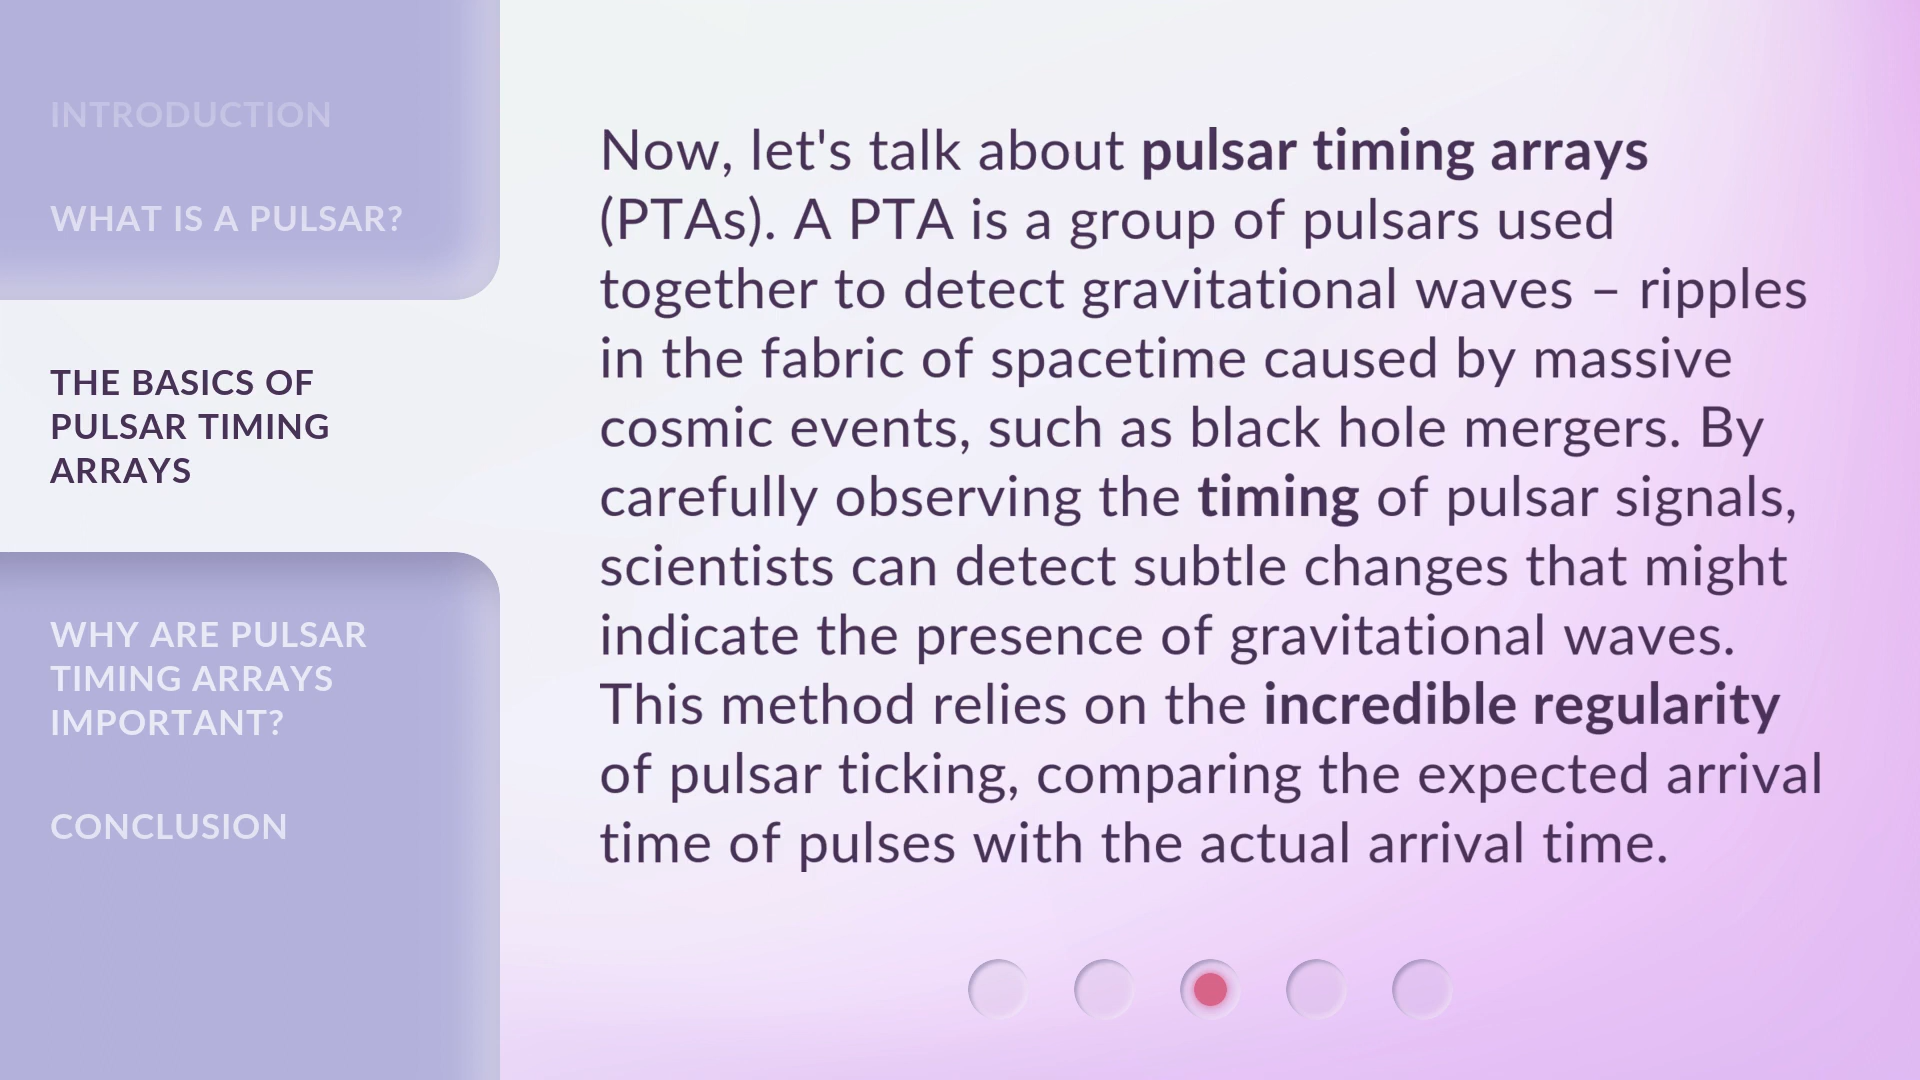 INTRODUCTION
WHAT IS A PULSAR?
THE BASICS OF
PULSAR TIMING
ARRAYS
WHY ARE PULSAR
TIMING ARRAYS
IMPORTANT?
CONCLUSION
Now, let's talk about pulsar timing arrays
(PTAs). A PTA is a group of pulsars used
together to detect gravitational waves – ripples
in the fabric of spacetime caused by massive
cosmic events, such as black hole mergers. By
carefully observing the timing of pulsar signals,
scientists can detect subtle changes that might
indicate the presence of gravitational waves.
This method relies on the incredible regularity
of pulsar ticking, comparing the expected arrival
time of pulses with the actual arrival time.